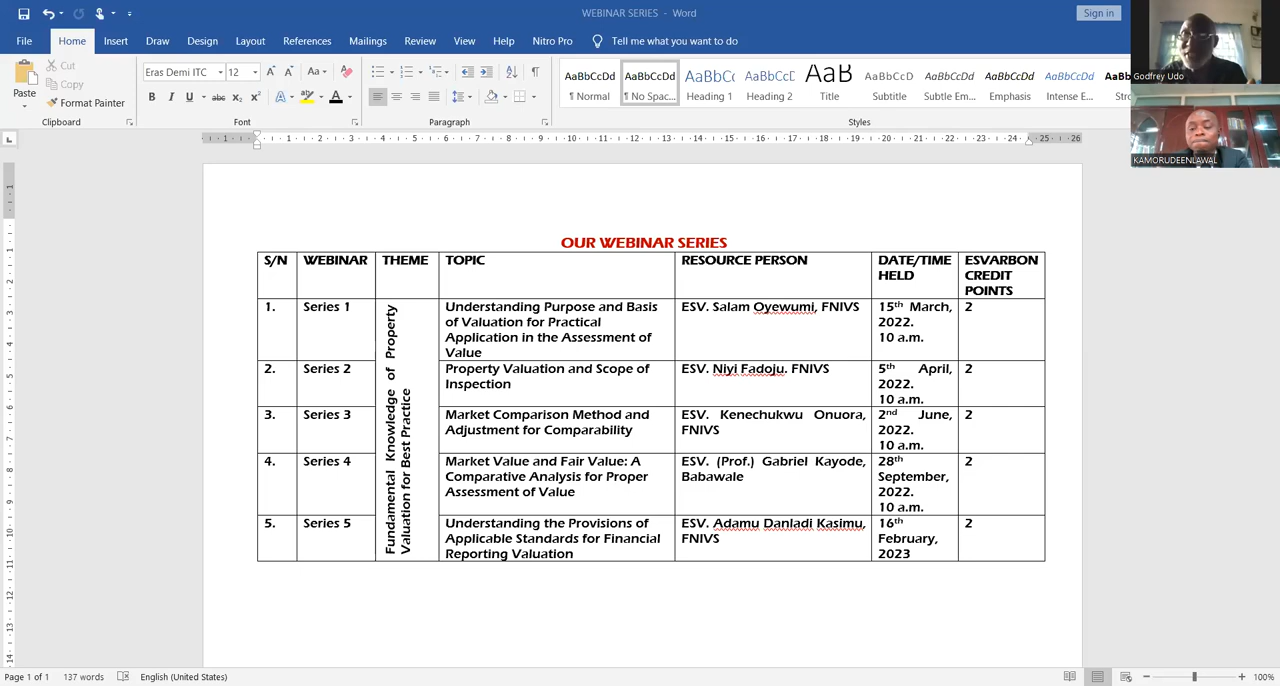 WEBINAR SERIES - Word
Sign in
File Home Insert Draw Design Layout References Mailings Review View Help Nitro Pro Tell me what you want to do
Godfrey Udo
KAMORUDEENLAWAL
Paste
Cut
Copy
Format Painter
Clipboard
Eras Demi ITC 12
Font
Paragraph
AaBbCcDd AaBbCcDd AaBbCc AaBbCcD AaB AaBbCcD AaBbCcDd AaBbCcDd AaBbCcDd AaBb
¶ Normal ¶ No Spac... Heading 1 Heading 2 Title Subtitle Subtle Em... Emphasis Intense E... Stro
Styles
OUR WEBINAR SERIES
S/N WEBINAR THEME TOPIC RESOURCE PERSON DATE/TIME ESVARBON
HELD CREDIT
POINTS
Fundamental Knowledge of Property
Valuation for Best Practice
1. Series 1 Understanding Purpose and Basis ESV. Salam Oyewumi, FNIVS 15th March, 2
of Valuation for Practical 2022.
Application in the Assessment of 10 a.m.
Value
2. Series 2 Property Valuation and Scope of ESV. Niyi Fadoju. FNIVS 5th April, 2
Inspection 2022.
10 a.m.
3. Series 3 Market Comparison Method and ESV. Kenechukwu Onuora, 2nd June, 2
Adjustment for Comparability FNIVS 2022.
10 a.m.
4. Series 4 Market Value and Fair Value: A ESV. (Prof.) Gabriel Kayode, 28th 2
Comparative Analysis for Proper Babawale September,
Assessment of Value 2022.
10 a.m.
5. Series 5 Understanding the Provisions of ESV. Adamu Danladi Kasimu, 16th 2
Applicable Standards for Financial FNIVS February,
Reporting Valuation 2023
Page 1 of 1 137 words English (United States) 100%